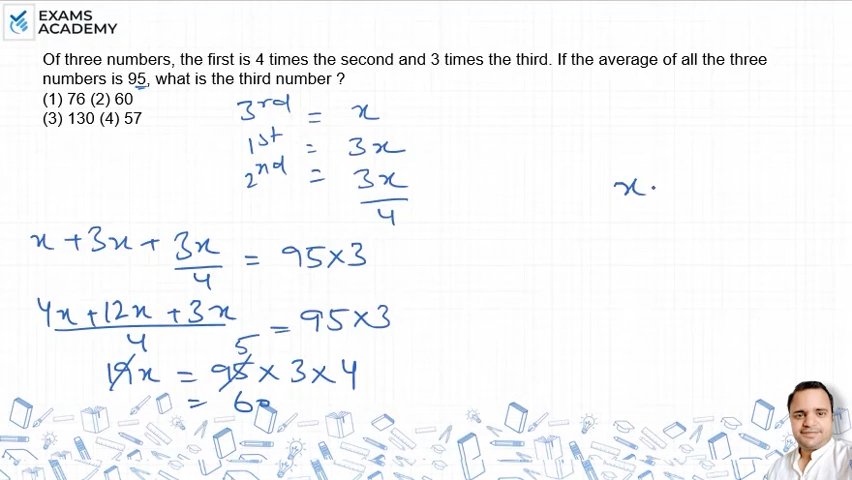 EXAMS
ACADEMY
Of three numbers, the first is 4 times the second and 3 times the third. If the average of all the three
numbers is 95, what is the third number ?
(1) 76 (2) 60
(3) 130 (4) 57
3rd = x
1st = 3x
2nd = 3x/4
x.
x + 3x + 3x/4 = 95×3
4x + 12x + 3x/4 = 95×3
5
19x = 95 × 3 × 4
= 60